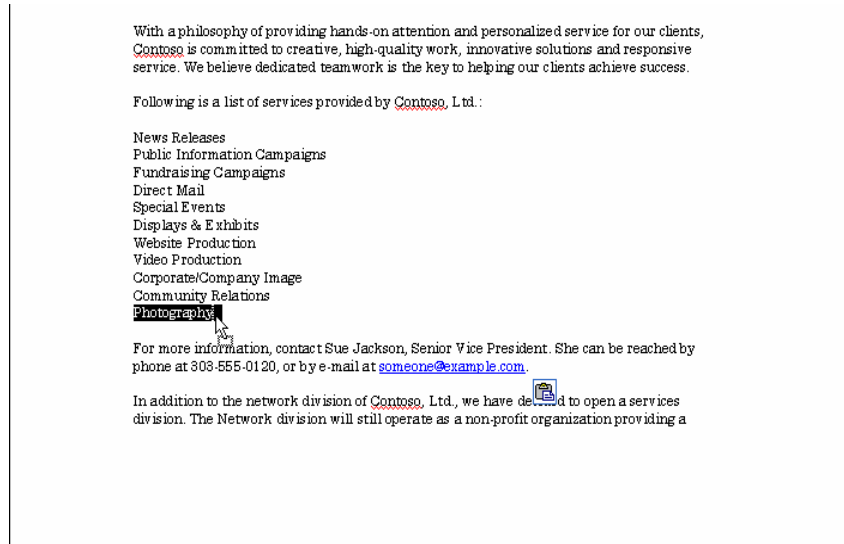 With a philosophy of providing hands-on attention and personalized service for our clients,
Contoso is committed to creative, high-quality work, innovative solutions and responsive
service. We believe dedicated teamwork is the key to helping our clients achieve success.
Following is a list of services provided by Contoso, Ltd.:
News Releases
Public Information Campaigns
Fundraising Campaigns
Direct Mail
Special Events
Displays & Exhibits
Website Production
Video Production
Corporate/Company Image
Community Relations
Photography
For more information, contact Sue Jackson, Senior Vice President. She can be reached by
phone at 303-555-0120, or by e-mail at someone@example.com.
In addition to the network division of Contoso, Ltd., we have to open a services
division. The Network division will still operate as a non-profit organization providing a